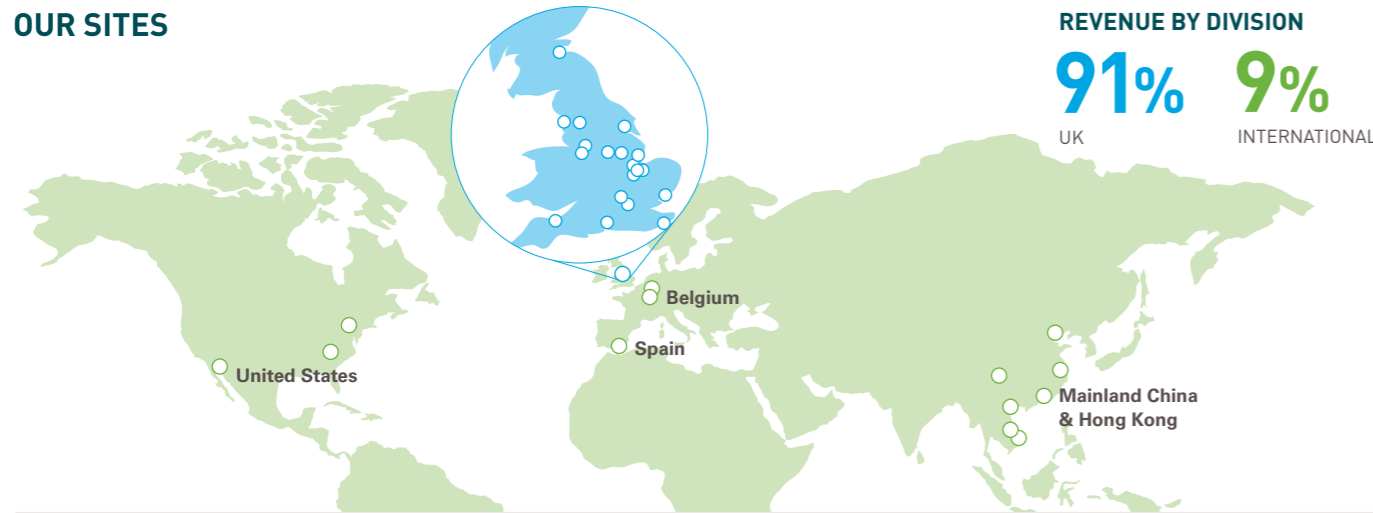 OUR SITES
REVENUE BY DIVISION
91% 9%
UK INTERNATIONAL
Belgium
Spain
United States
Mainland China
& Hong Kong